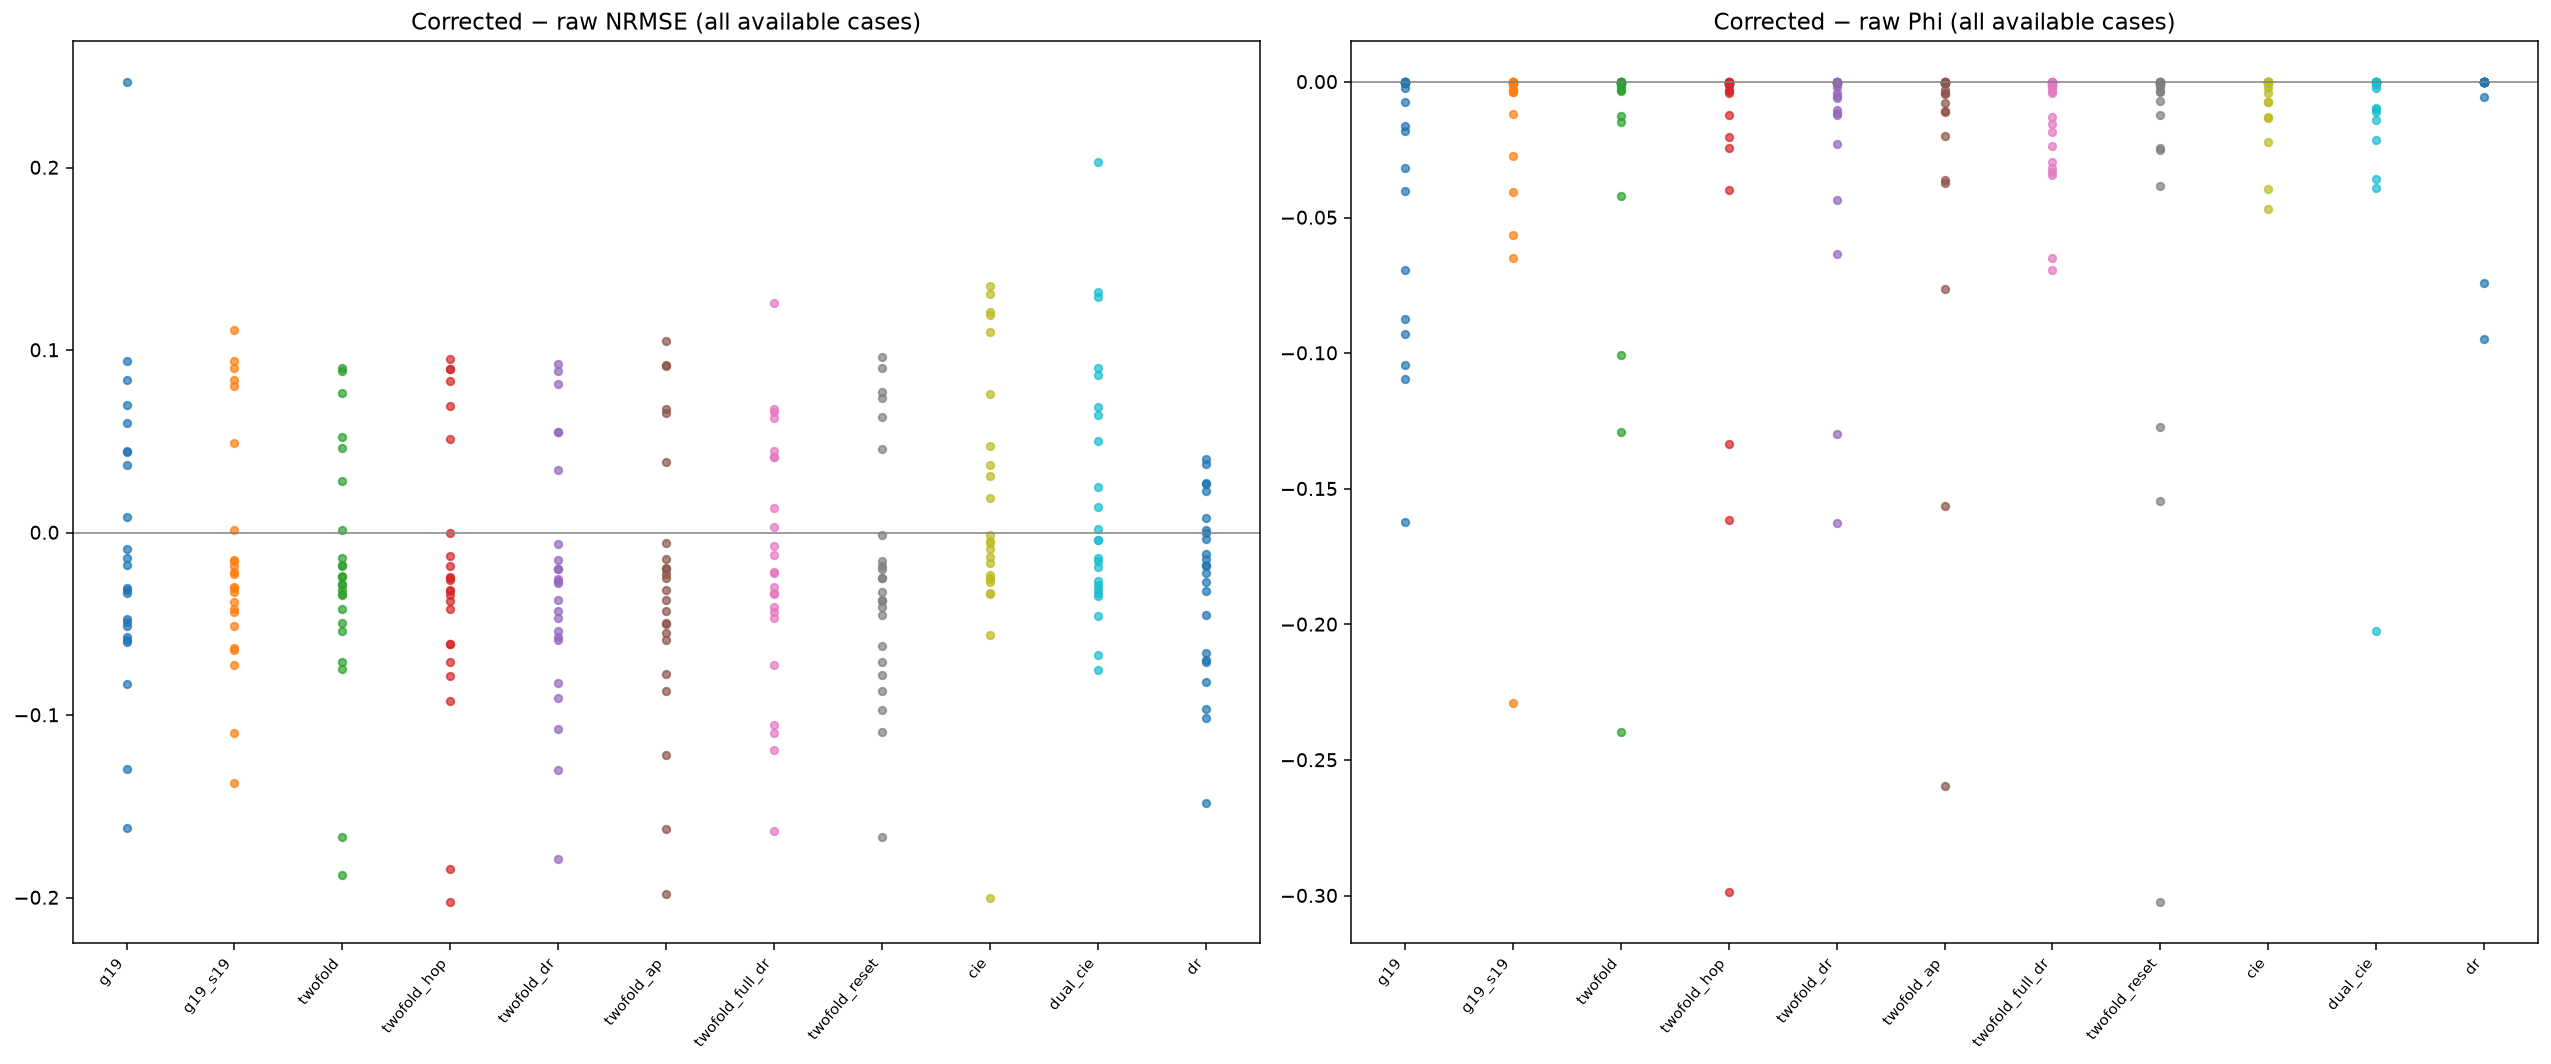 Corrected − raw NRMSE (all available cases)
0.2
0.1
0.0
−0.1
−0.2
g19
g19_s19
twofold
twofold_hop
twofold_dr
twofold_ap
twofold_full_dr
twofold_reset
cie
dual_cie
dr
Corrected − raw Phi (all available cases)
0.00
−0.05
−0.10
−0.15
−0.20
−0.25
−0.30
g19
g19_s19
twofold
twofold_hop
twofold_dr
twofold_ap
twofold_full_dr
twofold_reset
cie
dual_cie
dr